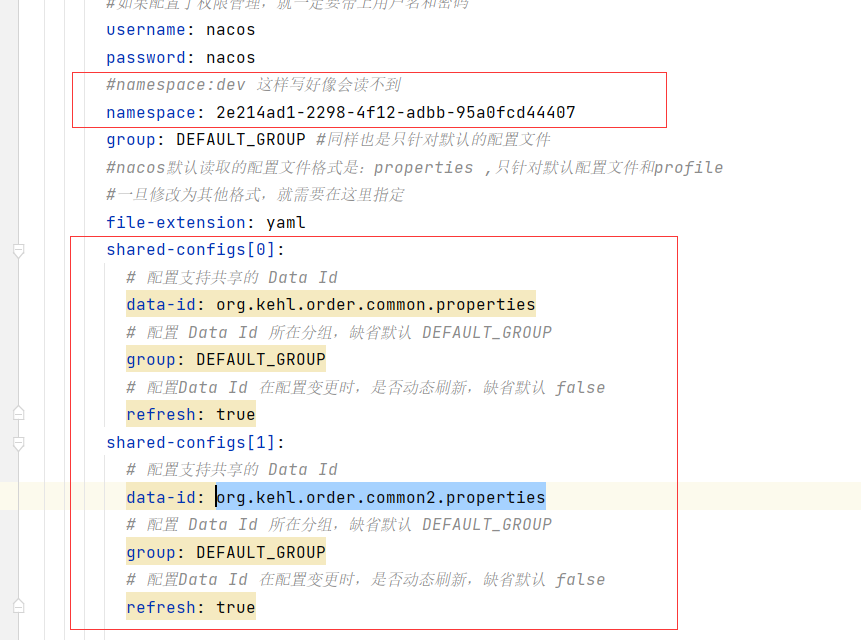 #如果配置了权限管理，就一定要带上用户名和密码
username: nacos
password: nacos
#namespace:dev 这样写好像会读不到
namespace: 2e214ad1-2298-4f12-adbb-95a0fcd44407
group: DEFAULT_GROUP #同样也是只针对默认的配置文件
#nacos默认读取的配置文件格式是：properties ,只针对默认配置文件和profile
#一旦修改为其他格式，就需要在这里指定
file-extension: yaml
shared-configs[0]:
# 配置支持共享的 Data Id
data-id: org.kehl.order.common.properties
# 配置 Data Id 所在分组，缺省默认 DEFAULT_GROUP
group: DEFAULT_GROUP
# 配置Data Id 在配置变更时，是否动态刷新，缺省默认 false
refresh: true
shared-configs[1]:
# 配置支持共享的 Data Id
data-id: org.kehl.order.common2.properties
# 配置 Data Id 所在分组，缺省默认 DEFAULT_GROUP
group: DEFAULT_GROUP
# 配置Data Id 在配置变更时，是否动态刷新，缺省默认 false
refresh: true